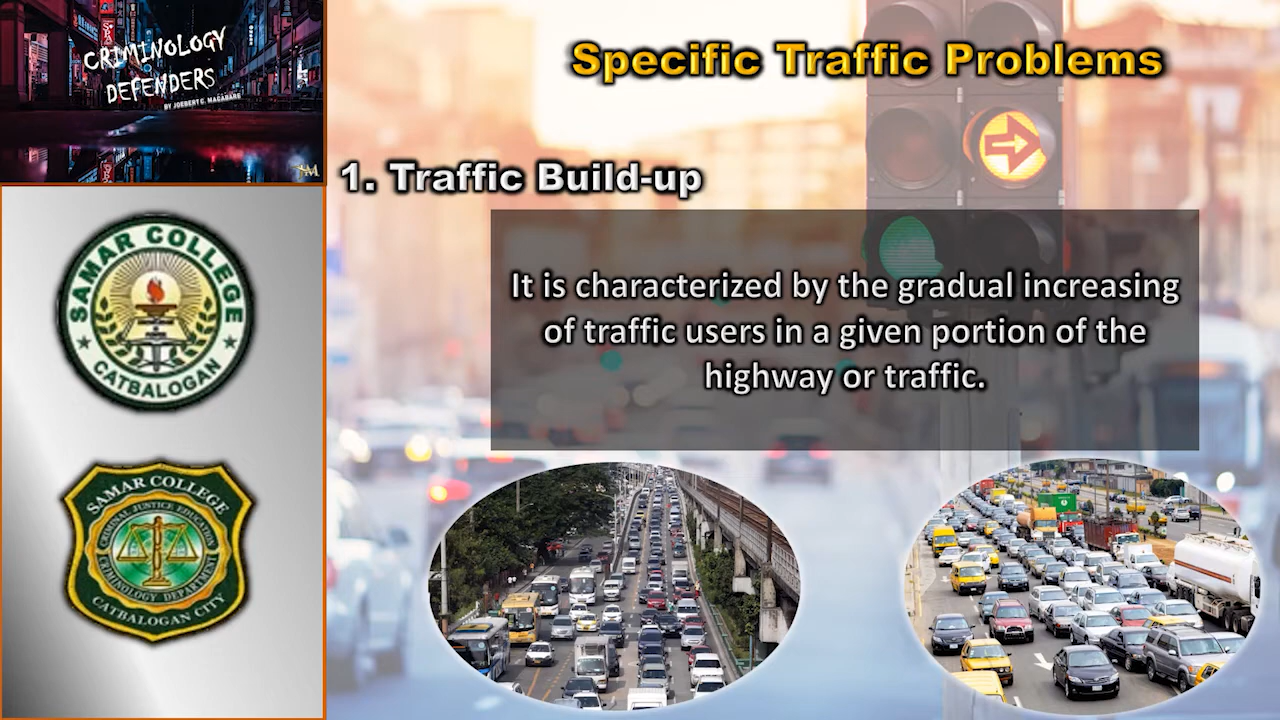 CRIMINOLOGY
DEFENDERS
BY JOEBERT C. MACABARE
SM
Specific Traffic Problems
1. Traffic Build-up
It is characterized by the gradual increasing
of traffic users in a given portion of the
highway or traffic.
SAMAR COLLEGE
CATBALOGAN
SAMAR COLLEGE
CRIMINAL JUSTICE EDUCATION
CRIMINOLOGY DEPARTMENT
CATBALOGAN CITY